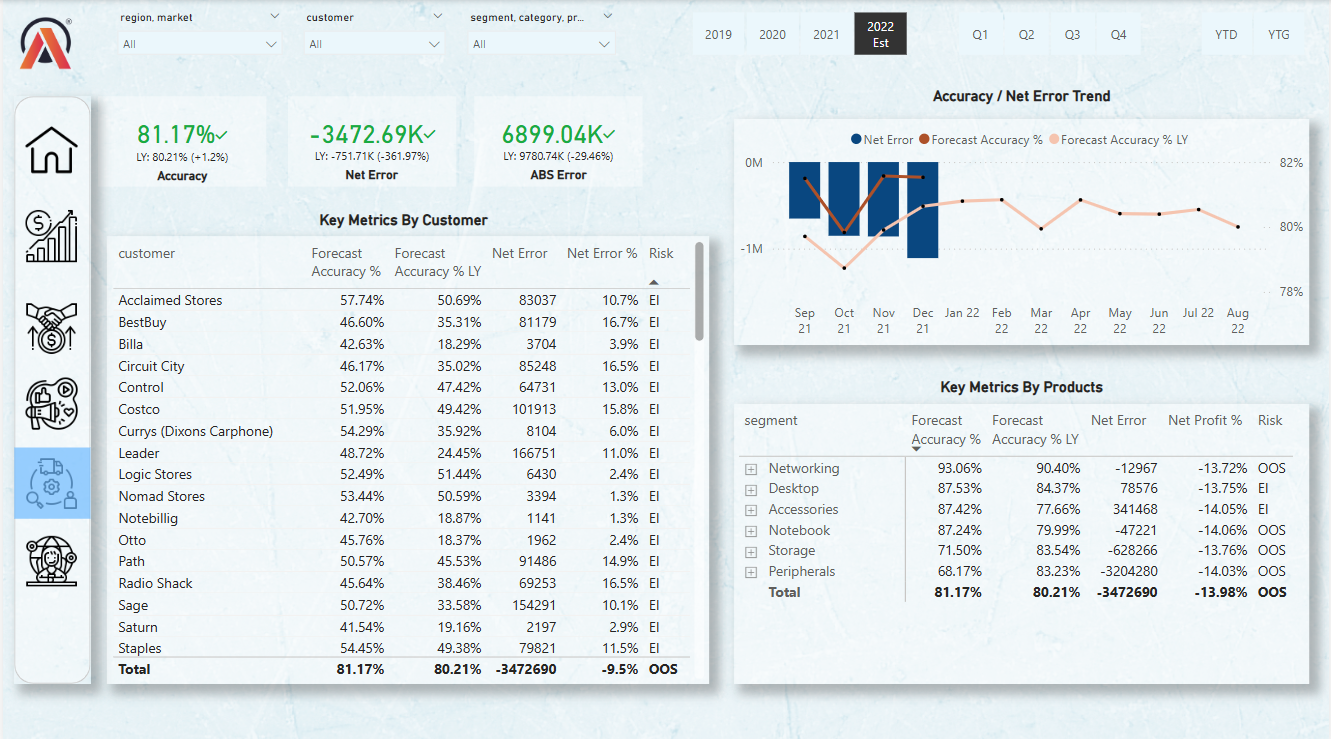 region, market
customer
segment, category, pr...
All
All
All
2019
2020
2021
2022
Est
Q1
Q2
Q3
Q4
YTD
YTG
81.17%
LY: 80.21% (+1.2%)
Accuracy
-3472.69K
LY: -751.71K (-361.97%)
Net Error
6899.04K
LY: 9780.74K (-29.46%)
ABS Error
Key Metrics By Customer
customer Forecast Accuracy % Forecast Accuracy % LY Net Error Net Error % Risk
Acclaimed Stores 57.74% 50.69% 83037 10.7% EI
BestBuy 46.60% 35.31% 81179 16.7% EI
Billa 42.63% 18.29% 3704 3.9% EI
Circuit City 46.17% 35.02% 85248 16.5% EI
Control 52.06% 47.42% 64731 13.0% EI
Costco 51.95% 49.42% 101913 15.8% EI
Currys (Dixons Carphone) 54.29% 35.92% 8104 6.0% EI
Leader 48.72% 24.45% 166751 11.0% EI
Logic Stores 52.49% 51.44% 6430 2.4% EI
Nomad Stores 53.44% 50.59% 3394 1.3% EI
Notebillig 42.70% 18.87% 1141 1.3% EI
Otto 45.76% 18.37% 1962 2.4% EI
Path 50.57% 45.53% 91486 14.9% EI
Radio Shack 45.64% 38.46% 69253 16.5% EI
Sage 50.72% 33.58% 154291 10.1% EI
Saturn 41.54% 19.16% 2197 2.9% EI
Staples 54.45% 49.38% 79821 11.5% EI
Total 81.17% 80.21% -3472690 -9.5% OOS
Accuracy / Net Error Trend
Net Error Forecast Accuracy % Forecast Accuracy % LY
0M
-1M
82%
80%
78%
Sep 21
Oct 21
Nov 21
Dec 21
Jan 22
Feb 22
Mar 22
Apr 22
May 22
Jun 22
Jul 22
Aug 22
Key Metrics By Products
segment Forecast Accuracy % Forecast Accuracy % LY Net Error Net Profit % Risk
Networking 93.06% 90.40% -12967 -13.72% OOS
Desktop 87.53% 84.37% 78576 -13.75% EI
Accessories 87.42% 77.66% 341468 -14.05% EI
Notebook 87.24% 79.99% -47221 -14.06% OOS
Storage 71.50% 83.54% -628266 -13.76% OOS
Peripherals 68.17% 83.23% -3204280 -14.03% OOS
Total 81.17% 80.21% -3472690 -13.98% OOS